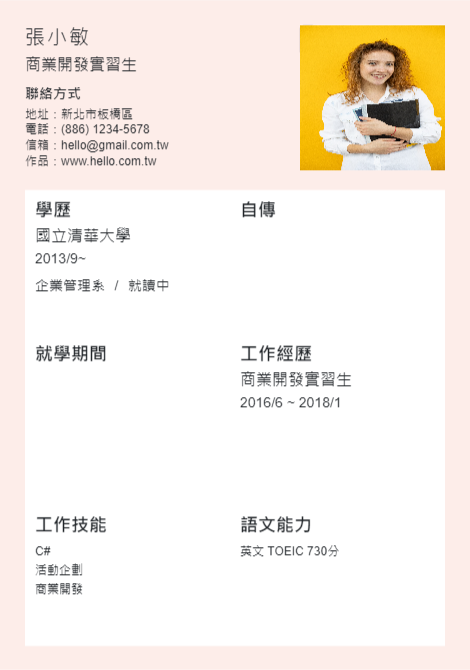 張小敏
商業開發實習生
聯絡方式
地址：新北市板橋區
電話：(886) 1234-5678
信箱：hello@gmail.com.tw
作品：www.hello.com.tw
學歷
國立清華大學
2013/9~
企業管理系 / 就讀中
自傳
就學期間
工作經歷
商業開發實習生
2016/6 ~ 2018/1
工作技能
C#
活動企劃
商業開發
語文能力
英文 TOEIC 730分